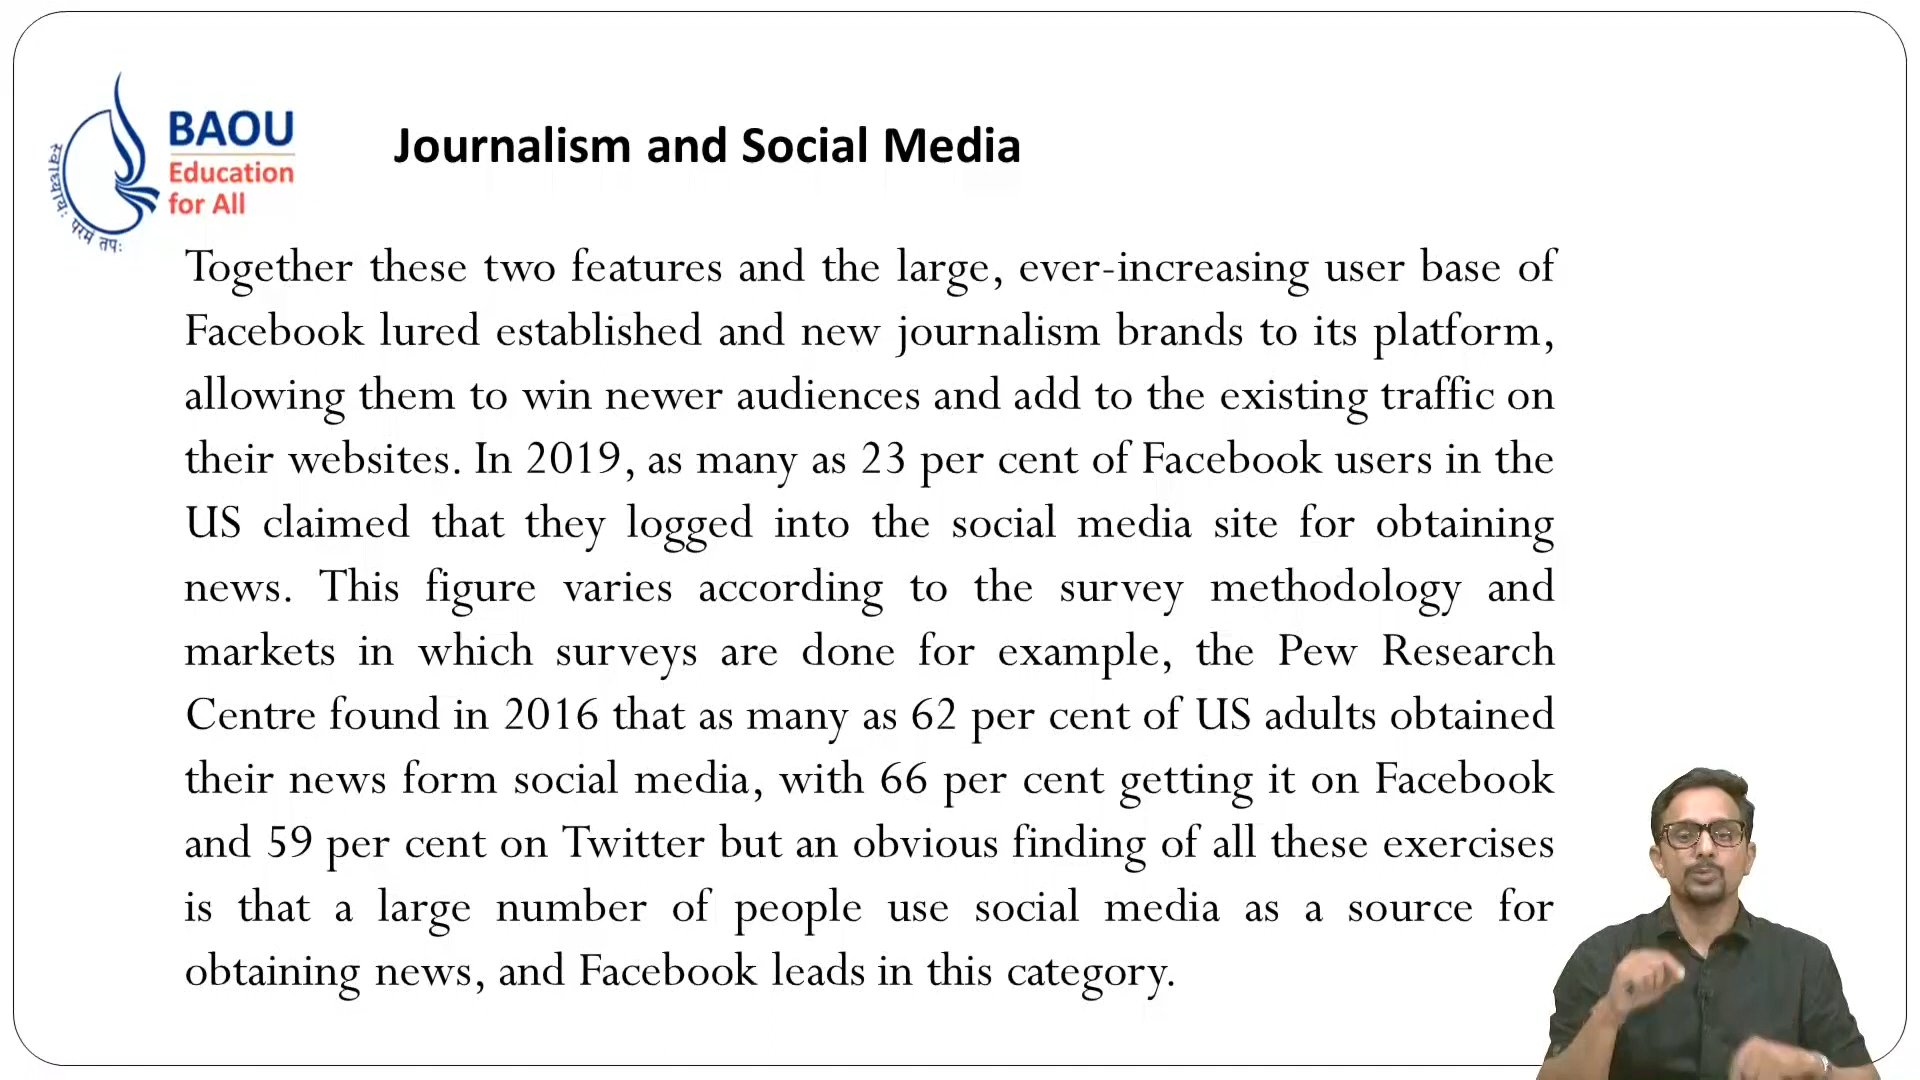 BAOU
Education
for All
स्वाध्यायः परमं तपः
Journalism and Social Media
Together these two features and the large, ever-increasing user base of
Facebook lured established and new journalism brands to its platform,
allowing them to win newer audiences and add to the existing traffic on
their websites. In 2019, as many as 23 per cent of Facebook users in the
US claimed that they logged into the social media site for obtaining
news. This figure varies according to the survey methodology and
markets in which surveys are done for example, the Pew Research
Centre found in 2016 that as many as 62 per cent of US adults obtained
their news form social media, with 66 per cent getting it on Facebook
and 59 per cent on Twitter but an obvious finding of all these exercises
is that a large number of people use social media as a source for
obtaining news, and Facebook leads in this category.